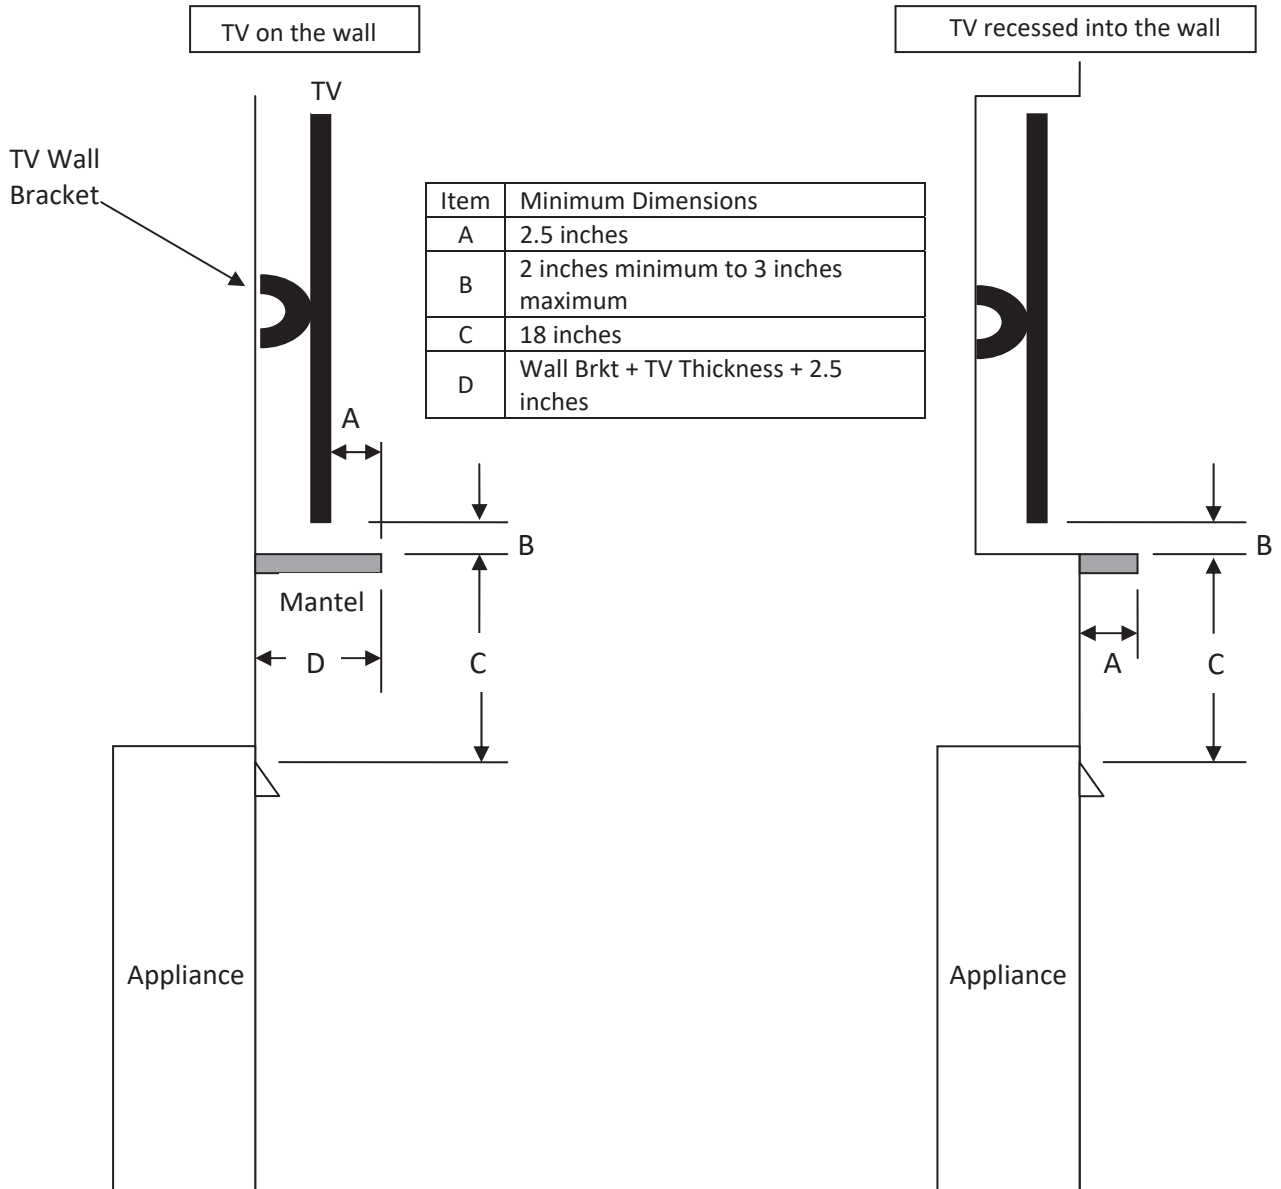 TV on the wall
TV recessed into the wall
TV
TV Wall
Bracket
Item Minimum Dimensions
A 2.5 inches
B 2 inches minimum to 3 inches
maximum
C 18 inches
D Wall Brkt + TV Thickness + 2.5
inches
A
B
Mantel
D
C
Appliance
B
A
C
Appliance